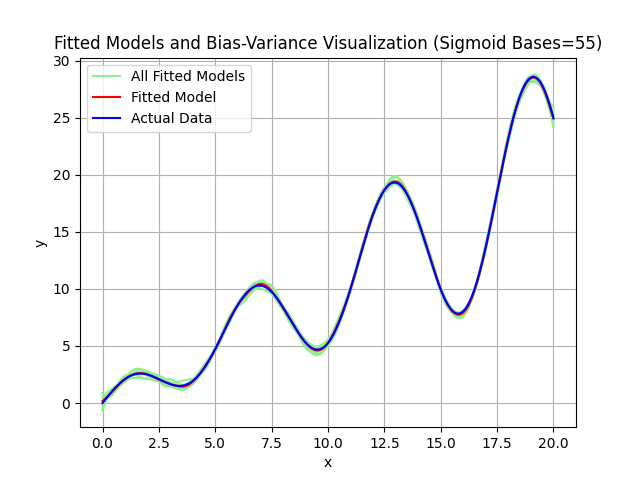 Fitted Models and Bias-Variance Visualization (Sigmoid Bases=55)
All Fitted Models
Fitted Model
Actual Data
y
30
25
20
15
10
5
0
0.0 2.5 5.0 7.5 10.0 12.5 15.0 17.5 20.0
x